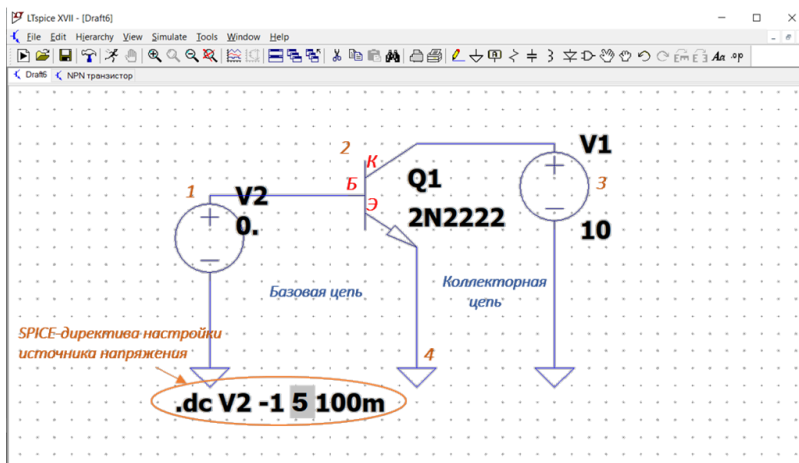 LTspice XVII - [Draft6]
File Edit Hierarchy View Simulate Tools Window Help
Aa .op
Draft6 NPN транзистор
2
К
V1
1
V2
Б
Q1
3
0.
Э
2N2222
10
Базовая цепь
Коллекторная
цепь
SPICE-директива настройки
источника напряжения
4
.dc V2 -1 5 100m